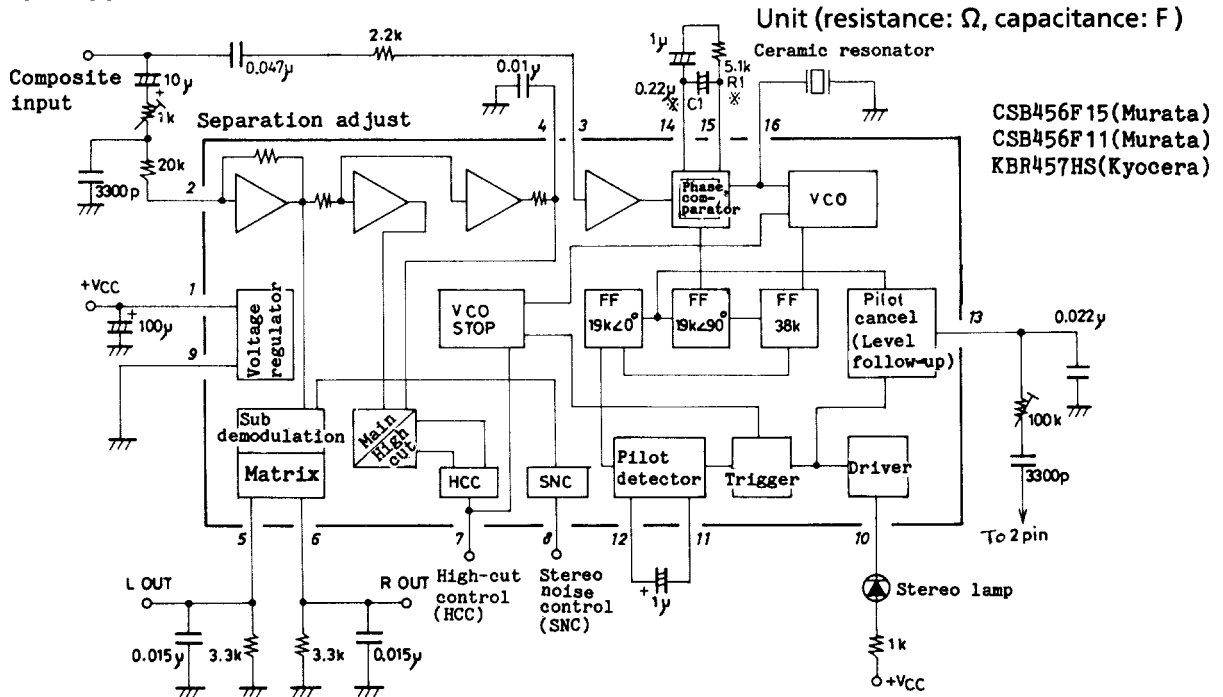 Unit (resistance: Ω, capacitance: F)
Composite input
10μ
+
1k
0.047μ
2.2k
0.01μ
1μ
0.22μ
※
C1
5.1k
R1
※
Ceramic resonator
CSB456F15(Murata)
CSB456F11(Murata)
KBR457HS(Kyocera)
Separation adjust
4
3
14
15
16
3300p
20k
2
Phase com-
parator
VCO
+VCC
1
+
100μ
9
Voltage regulator
VCO
STOP
FF
19k∠0°
FF
19k∠90°
FF
38k
Pilot
cancel
(Level
follow-up)
13
0.022μ
100k
3300p
To 2 pin
Sub
demodulation
Matrix
Main
High cut
HCC
SNC
Pilot
detector
Trigger
Driver
5
6
7
8
12
11
10
L OUT
R OUT
High-cut
control
(HCC)
Stereo
noise
control
(SNC)
+
1μ
Stereo lamp
0.015μ
3.3k
3.3k
0.015μ
1k
+VCC